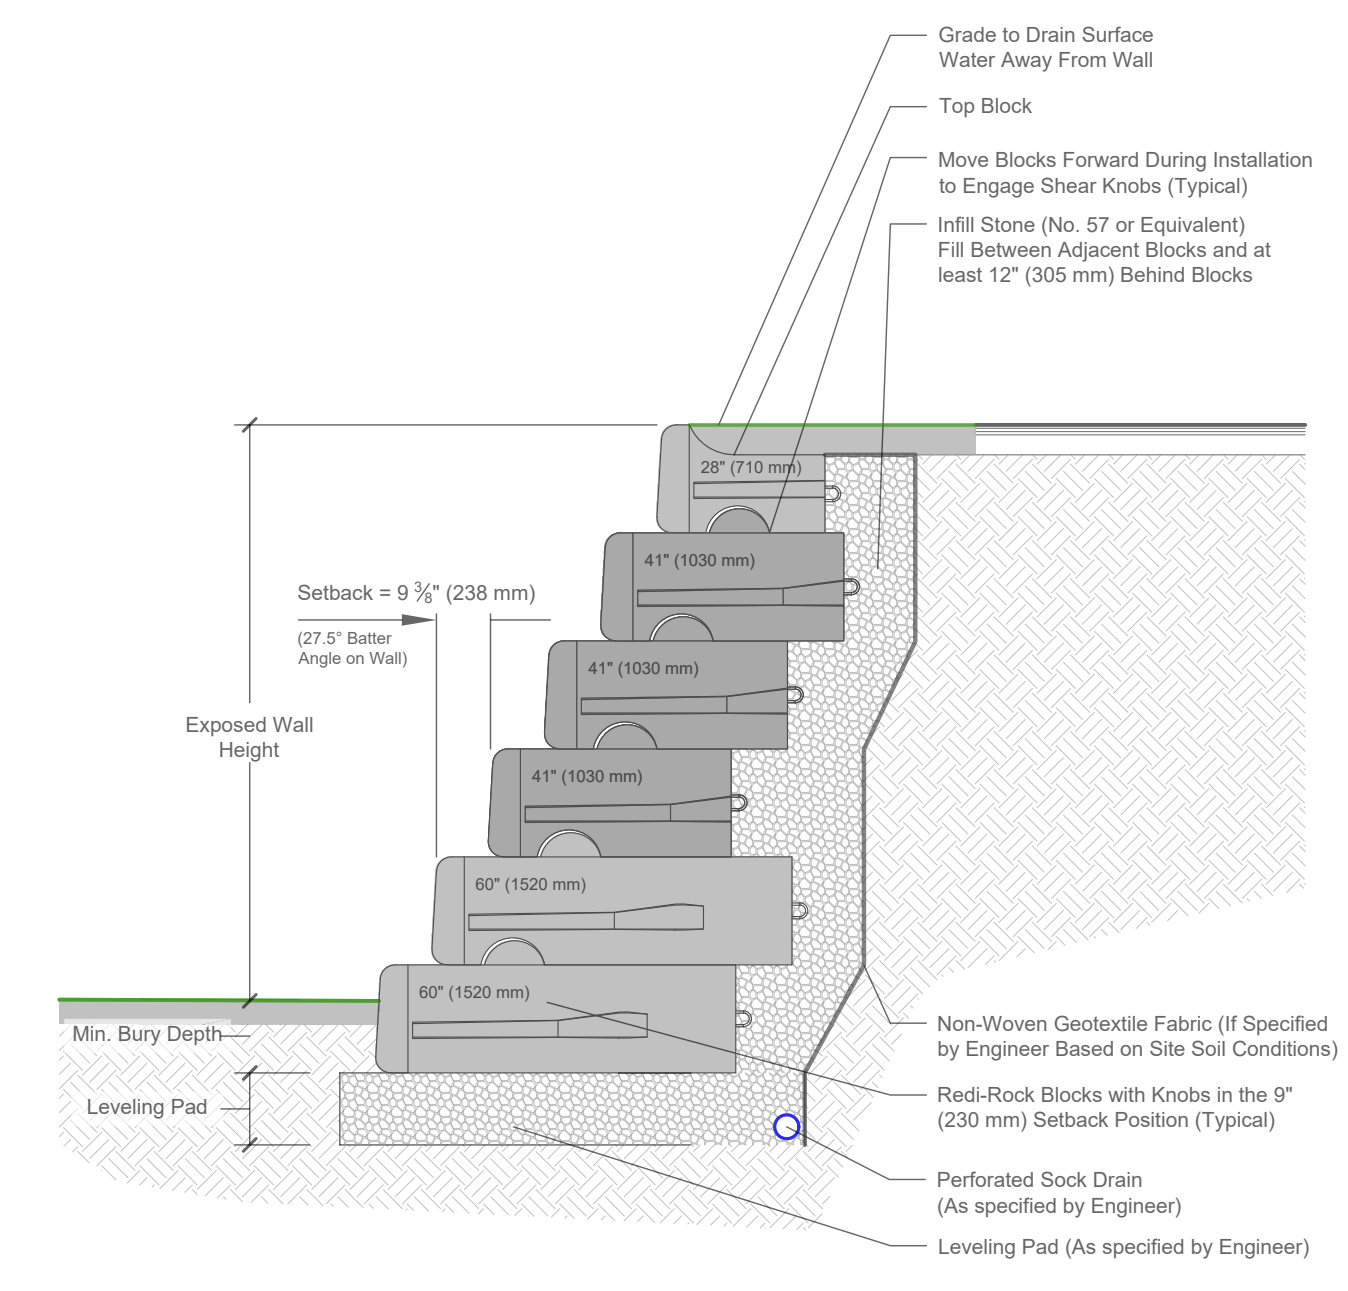 Grade to Drain Surface
Water Away From Wall
Top Block
Move Blocks Forward During Installation
to Engage Shear Knobs (Typical)
Infill Stone (No. 57 or Equivalent)
Fill Between Adjacent Blocks and at
least 12" (305 mm) Behind Blocks
28" (710 mm)
41" (1030 mm)
Setback = 9 3⁄8" (238 mm)
(27.5° Batter
Angle on Wall)
41" (1030 mm)
Exposed Wall
Height
41" (1030 mm)
60" (1520 mm)
60" (1520 mm)
Min. Bury Depth
Leveling Pad
Non-Woven Geotextile Fabric (If Specified
by Engineer Based on Site Soil Conditions)
Redi-Rock Blocks with Knobs in the 9"
(230 mm) Setback Position (Typical)
Perforated Sock Drain
(As specified by Engineer)
Leveling Pad (As specified by Engineer)